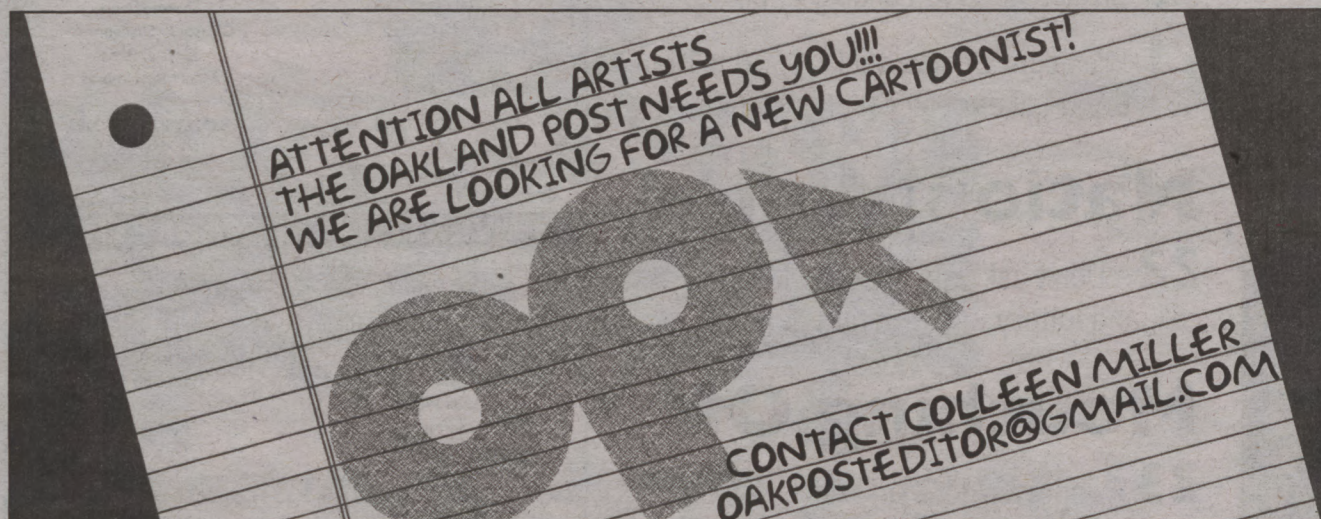 ATTENTION ALL ARTISTS
THE OAKLAND POST NEEDS YOU!!!
WE ARE LOOKING FOR A NEW CARTOONIST!
OP
CONTACT COLLEEN MILLER
OAKPOSTEDITOR@GMAIL.COM